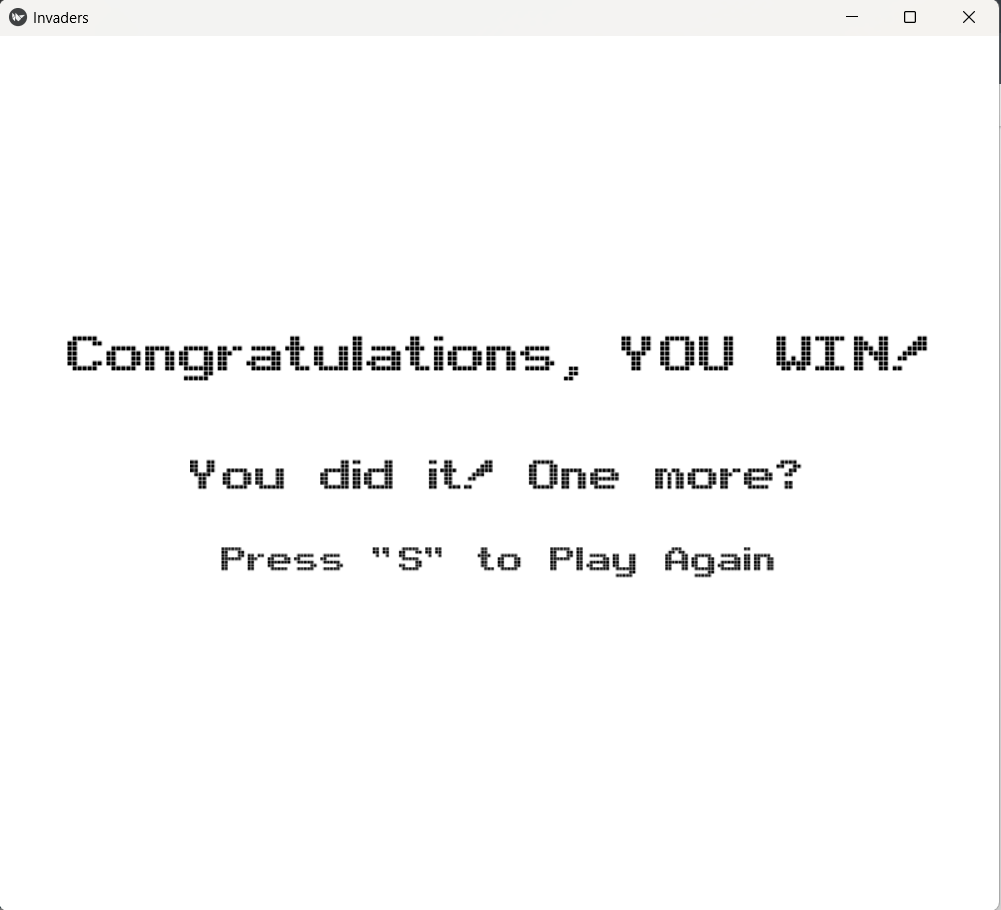 Invaders
Congratulations, YOU WIN!
You did it! One more?
Press "S" to Play Again